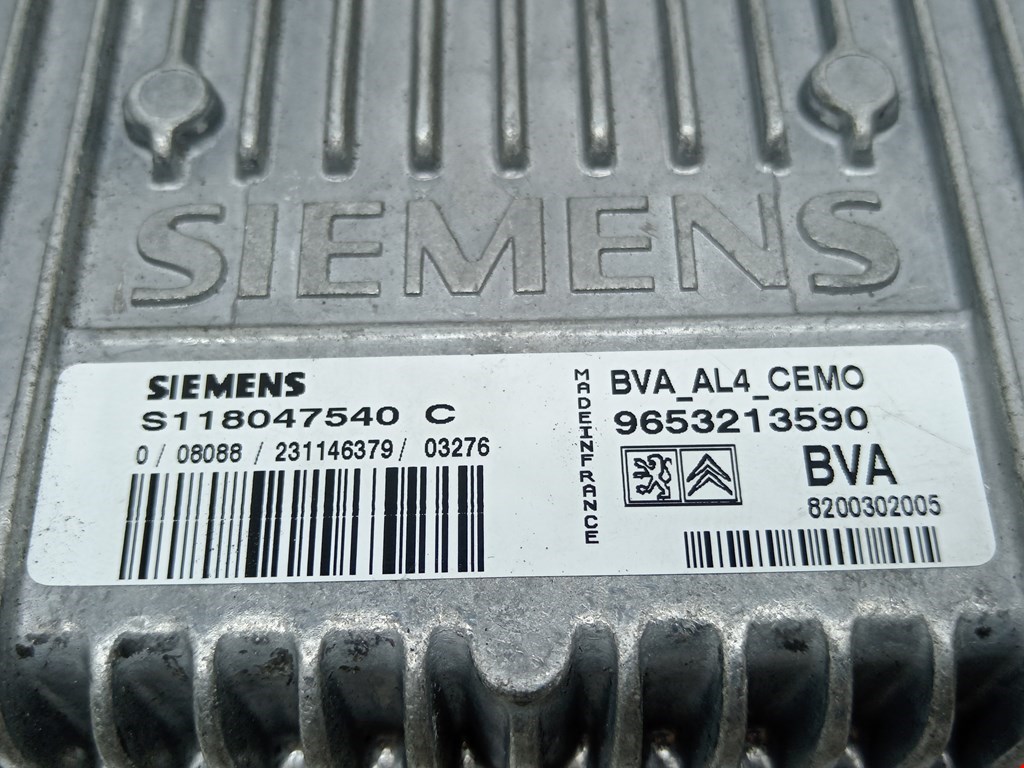 SIEMENS
SIEMENS
S118047540 C
0 / 08088 / 231146379 / 03276
MADEINFRANCE
BVA_AL4_CEMO
9653213590
BVA
8200302005